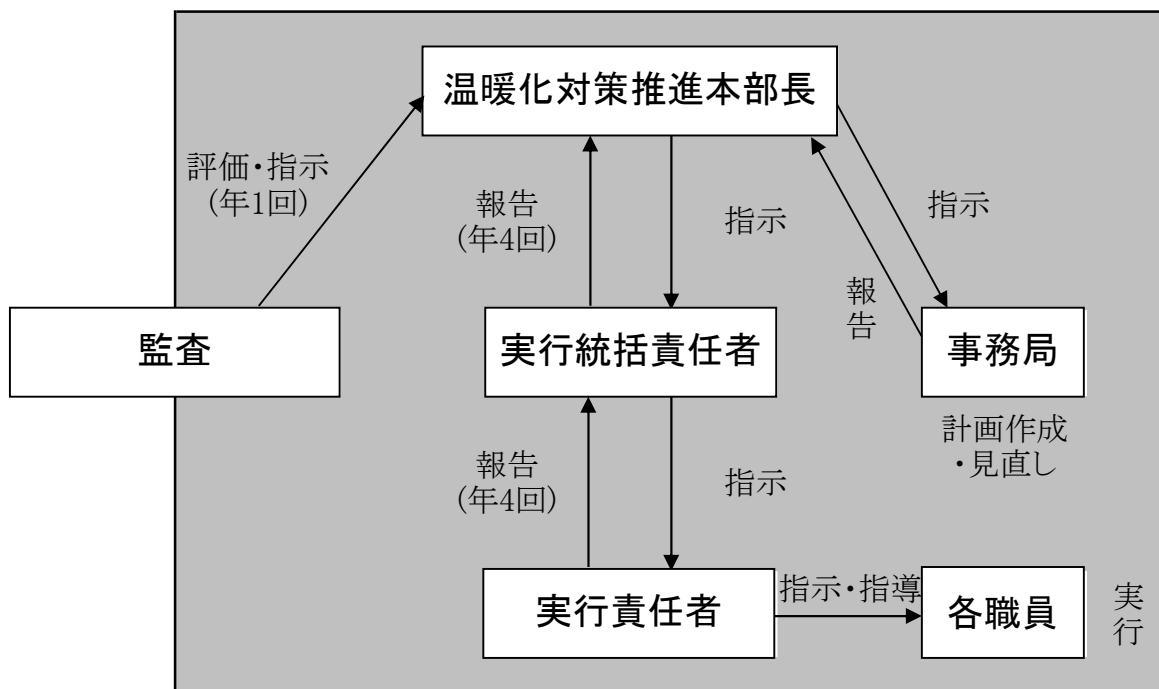 温暖化対策推進本部長
評価・指示
(年1回)
報告
(年4回)
指示
指示
報告
監査
実行統括責任者
事務局
計画作成
・見直し
報告
(年4回)
指示
実行責任者
指示・指導
各職員
実行